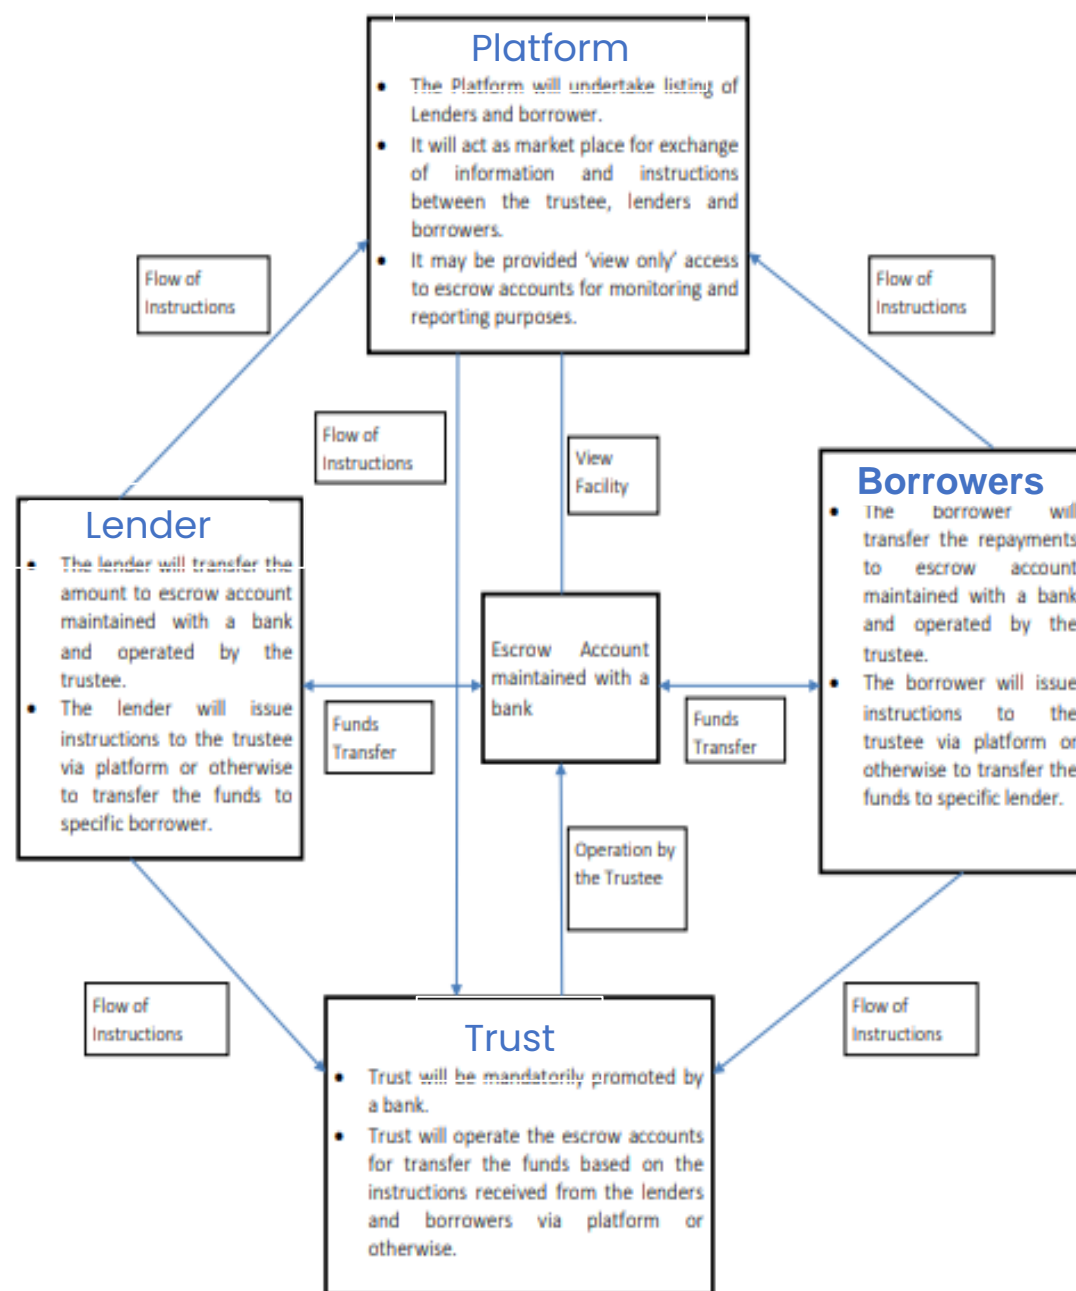 Platform
• The Platform will undertake listing of
Lenders and borrower.
• It will act as market place for exchange
of information and instructions
between the trustee, lenders and
borrowers.
• It may be provided ‘view only’ access
to escrow accounts for monitoring and
reporting purposes.
Flow of
Instructions
Flow of
Instructions
Flow of
Instructions
View
Facility
Lender
• The lender will transfer the
amount to escrow account
maintained with a bank
and operated by the
trustee.
• The lender will issue
instructions to the trustee
via platform or otherwise
to transfer the funds to
specific borrower.
Escrow Account
maintained with a
bank
Borrowers
• The borrower will
transfer the repayments
to escrow account
maintained with a bank
and operated by the
trustee.
• The borrower will issue
instructions to the
trustee via platform or
otherwise to transfer the
funds to specific lender.
Funds
Transfer
Funds
Transfer
Operation by
the Trustee
Flow of
Instructions
Flow of
Instructions
Trust
• Trust will be mandatorily promoted by
a bank.
• Trust will operate the escrow accounts
for transfer the funds based on the
instructions received from the lenders
and borrowers via platform or
otherwise.